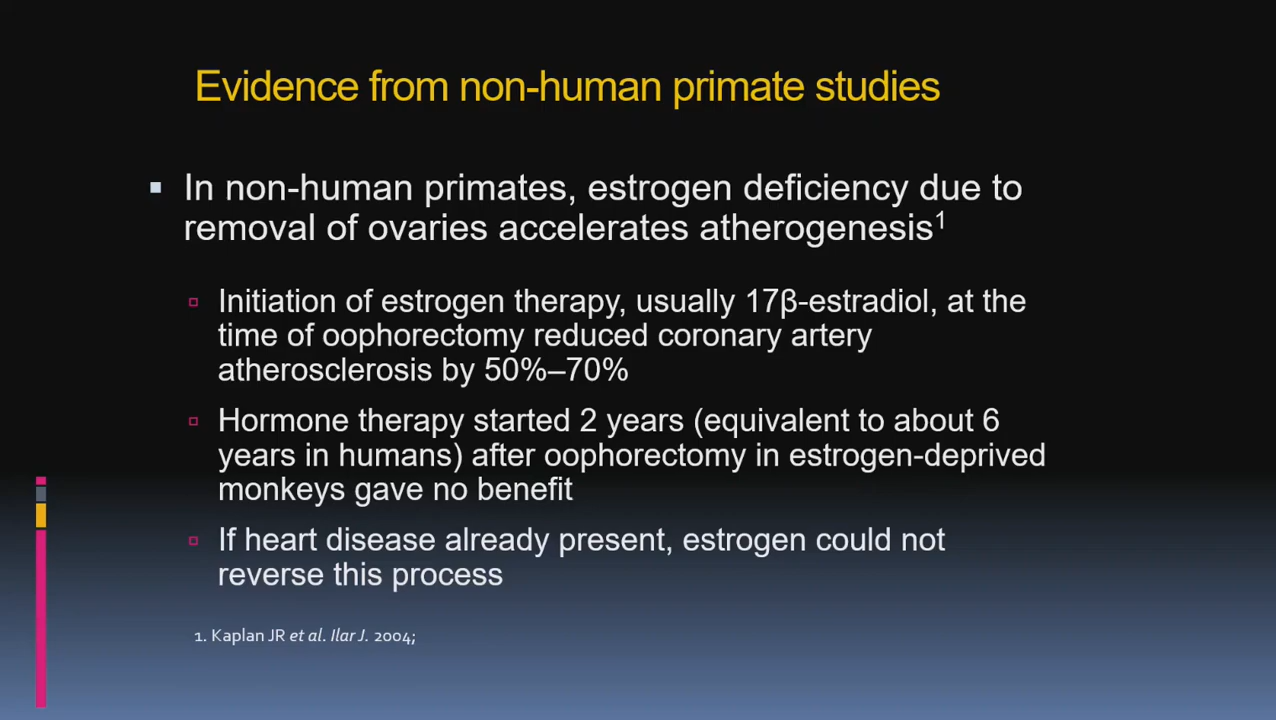 Evidence from non-human primate studies
In non-human primates, estrogen deficiency due to
removal of ovaries accelerates atherogenesis1
Initiation of estrogen therapy, usually 17β-estradiol, at the
time of oophorectomy reduced coronary artery
atherosclerosis by 50%–70%
Hormone therapy started 2 years (equivalent to about 6
years in humans) after oophorectomy in estrogen-deprived
monkeys gave no benefit
If heart disease already present, estrogen could not
reverse this process
1. Kaplan JR et al. Ilar J. 2004;